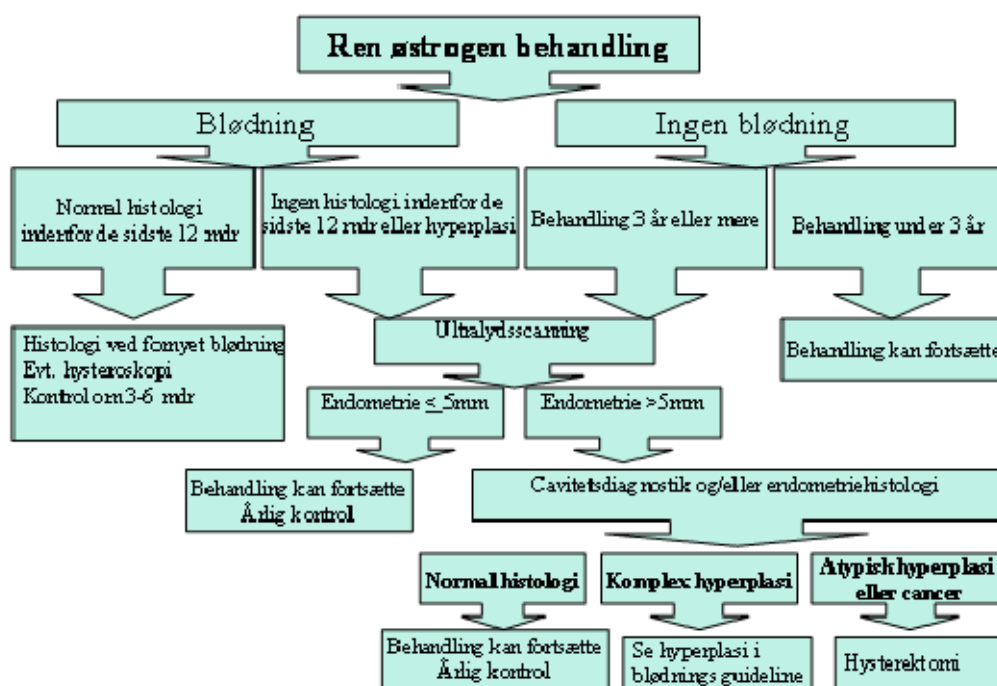 Ren østrogen behandling
Blødning
Ingen blødning
Normal histologi
indenfor de sidste 12 mdr
Ingen histologi indenfor de
sidste 12 mdr eller hyperplasi
Behandling 3 år eller mere
Behandling under 3 år
Histologi ved fornyet blødning
Evt. hysteroskopi
Kontrol om 3-6 mdr
Ultralydsscanning
Behandling kan fortsætte
Endometrie ≤ 5mm
Endometrie >5mm
Behandling kan fortsætte
Årlig kontrol
Cavitetsdiagnostik og/eller endometriehistologi
Normal histologi
Komplex hyperplasi
Atypisk hyperplasi
eller cancer
Behandling kan fortsætte
Årlig kontrol
Se hyperplasi i
blødnings guideline
Hysterektomi